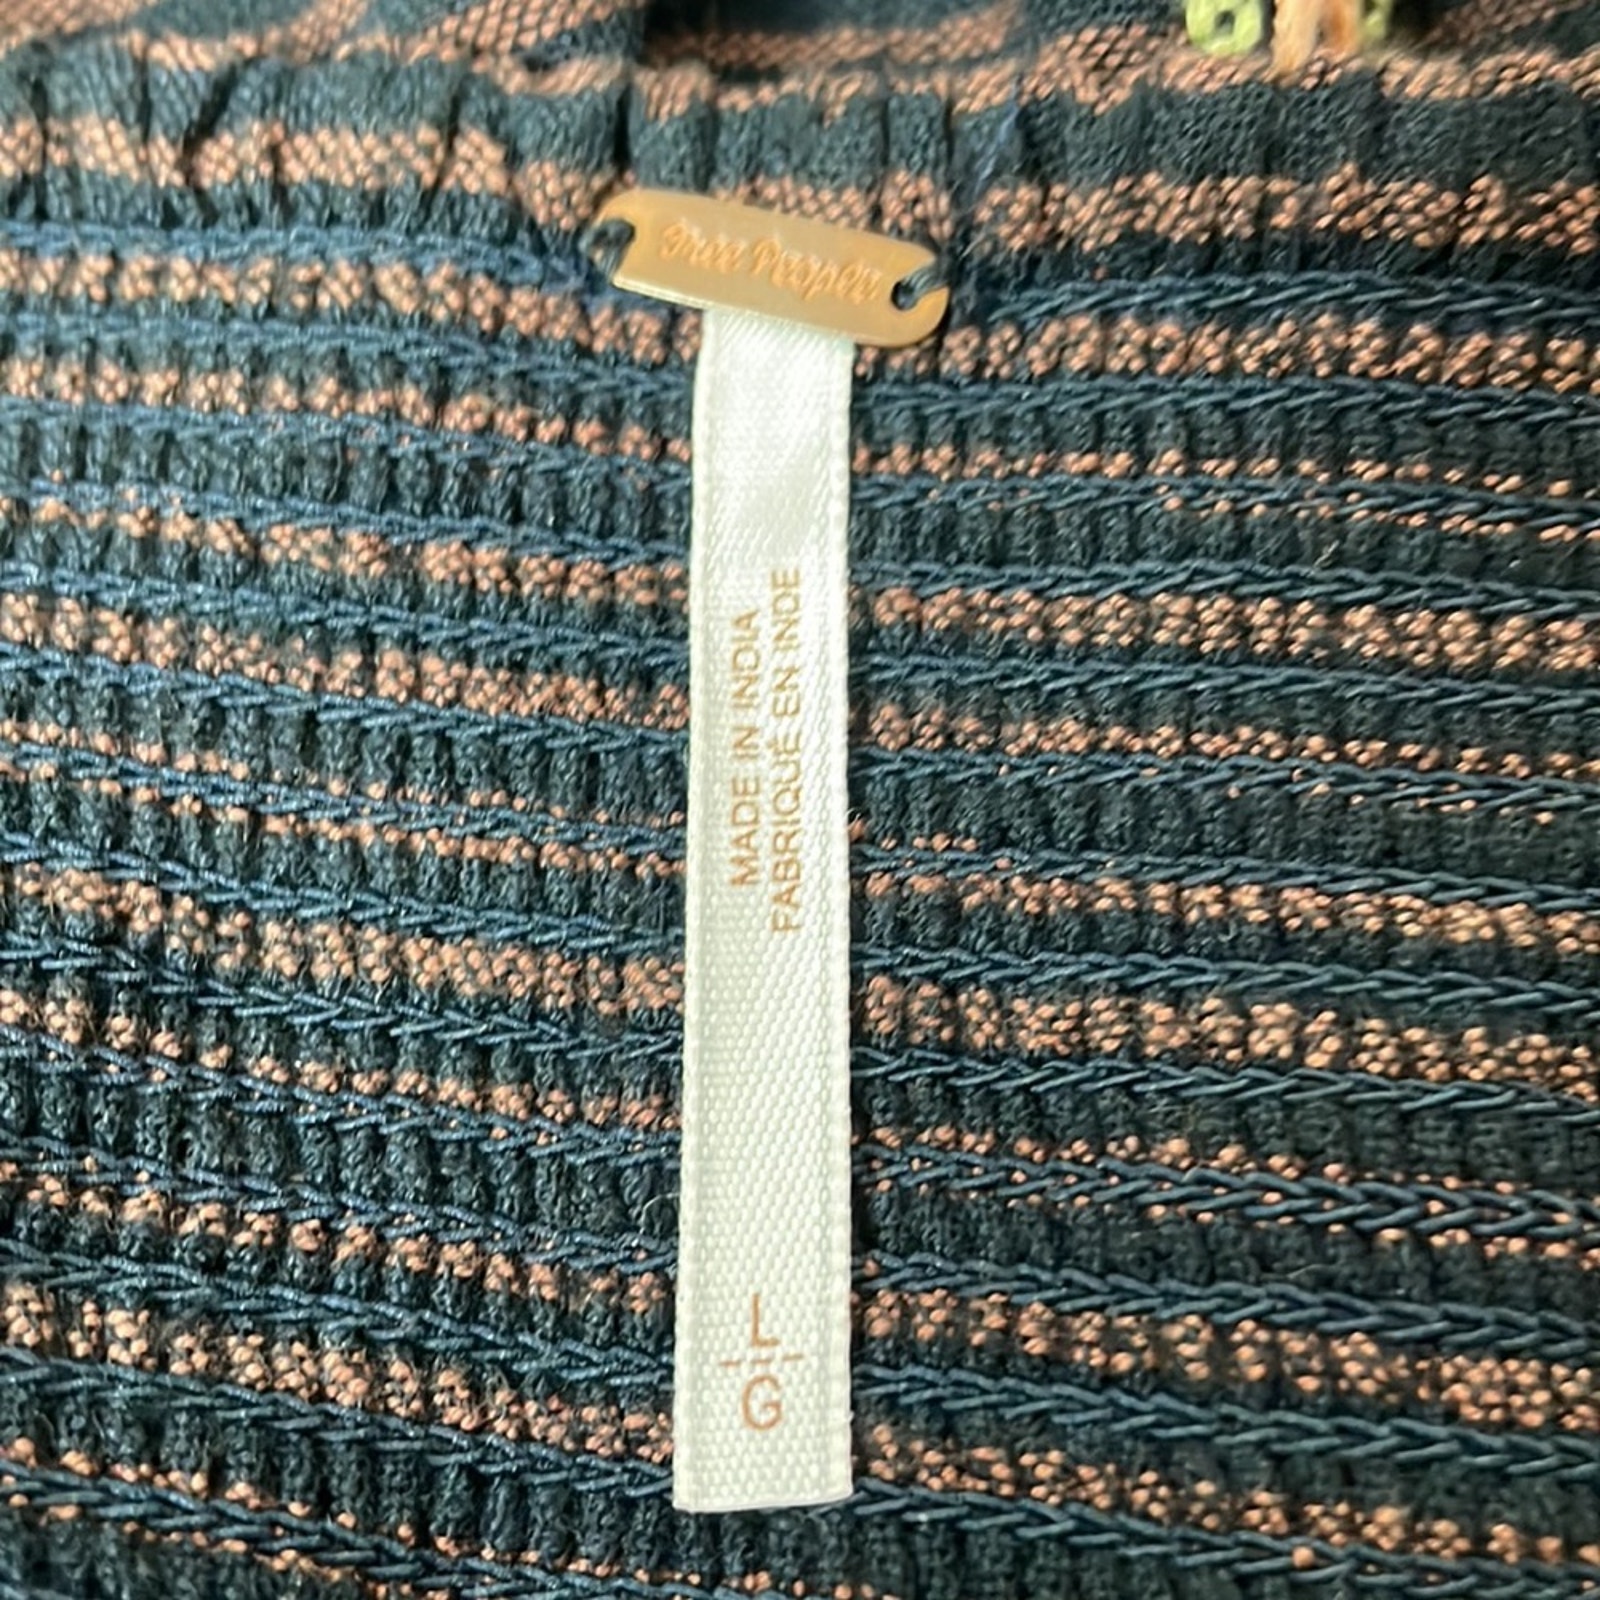 Free People
MADE IN INDIA
FABRIQUÉ EN INDE
G|L